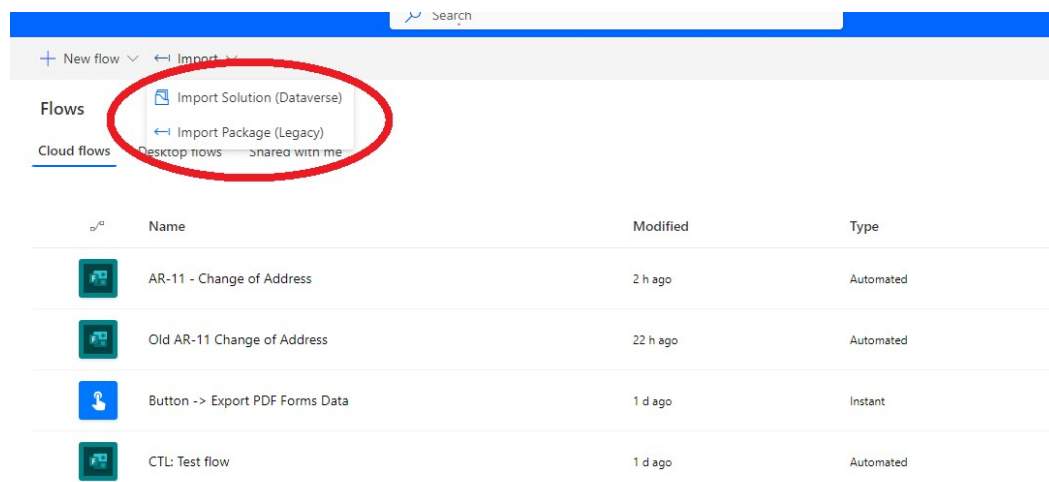 Search
New flow Import
Import Solution (Dataverse)
Flows
Import Package (Legacy)
Cloud flows Desktop flows Shared with me
Name Modified Type
AR-11 - Change of Address 2 h ago Automated
Old AR-11 Change of Address 22 h ago Automated
Button -> Export PDF Forms Data 1 d ago Instant
CTL: Test flow 1 d ago Automated